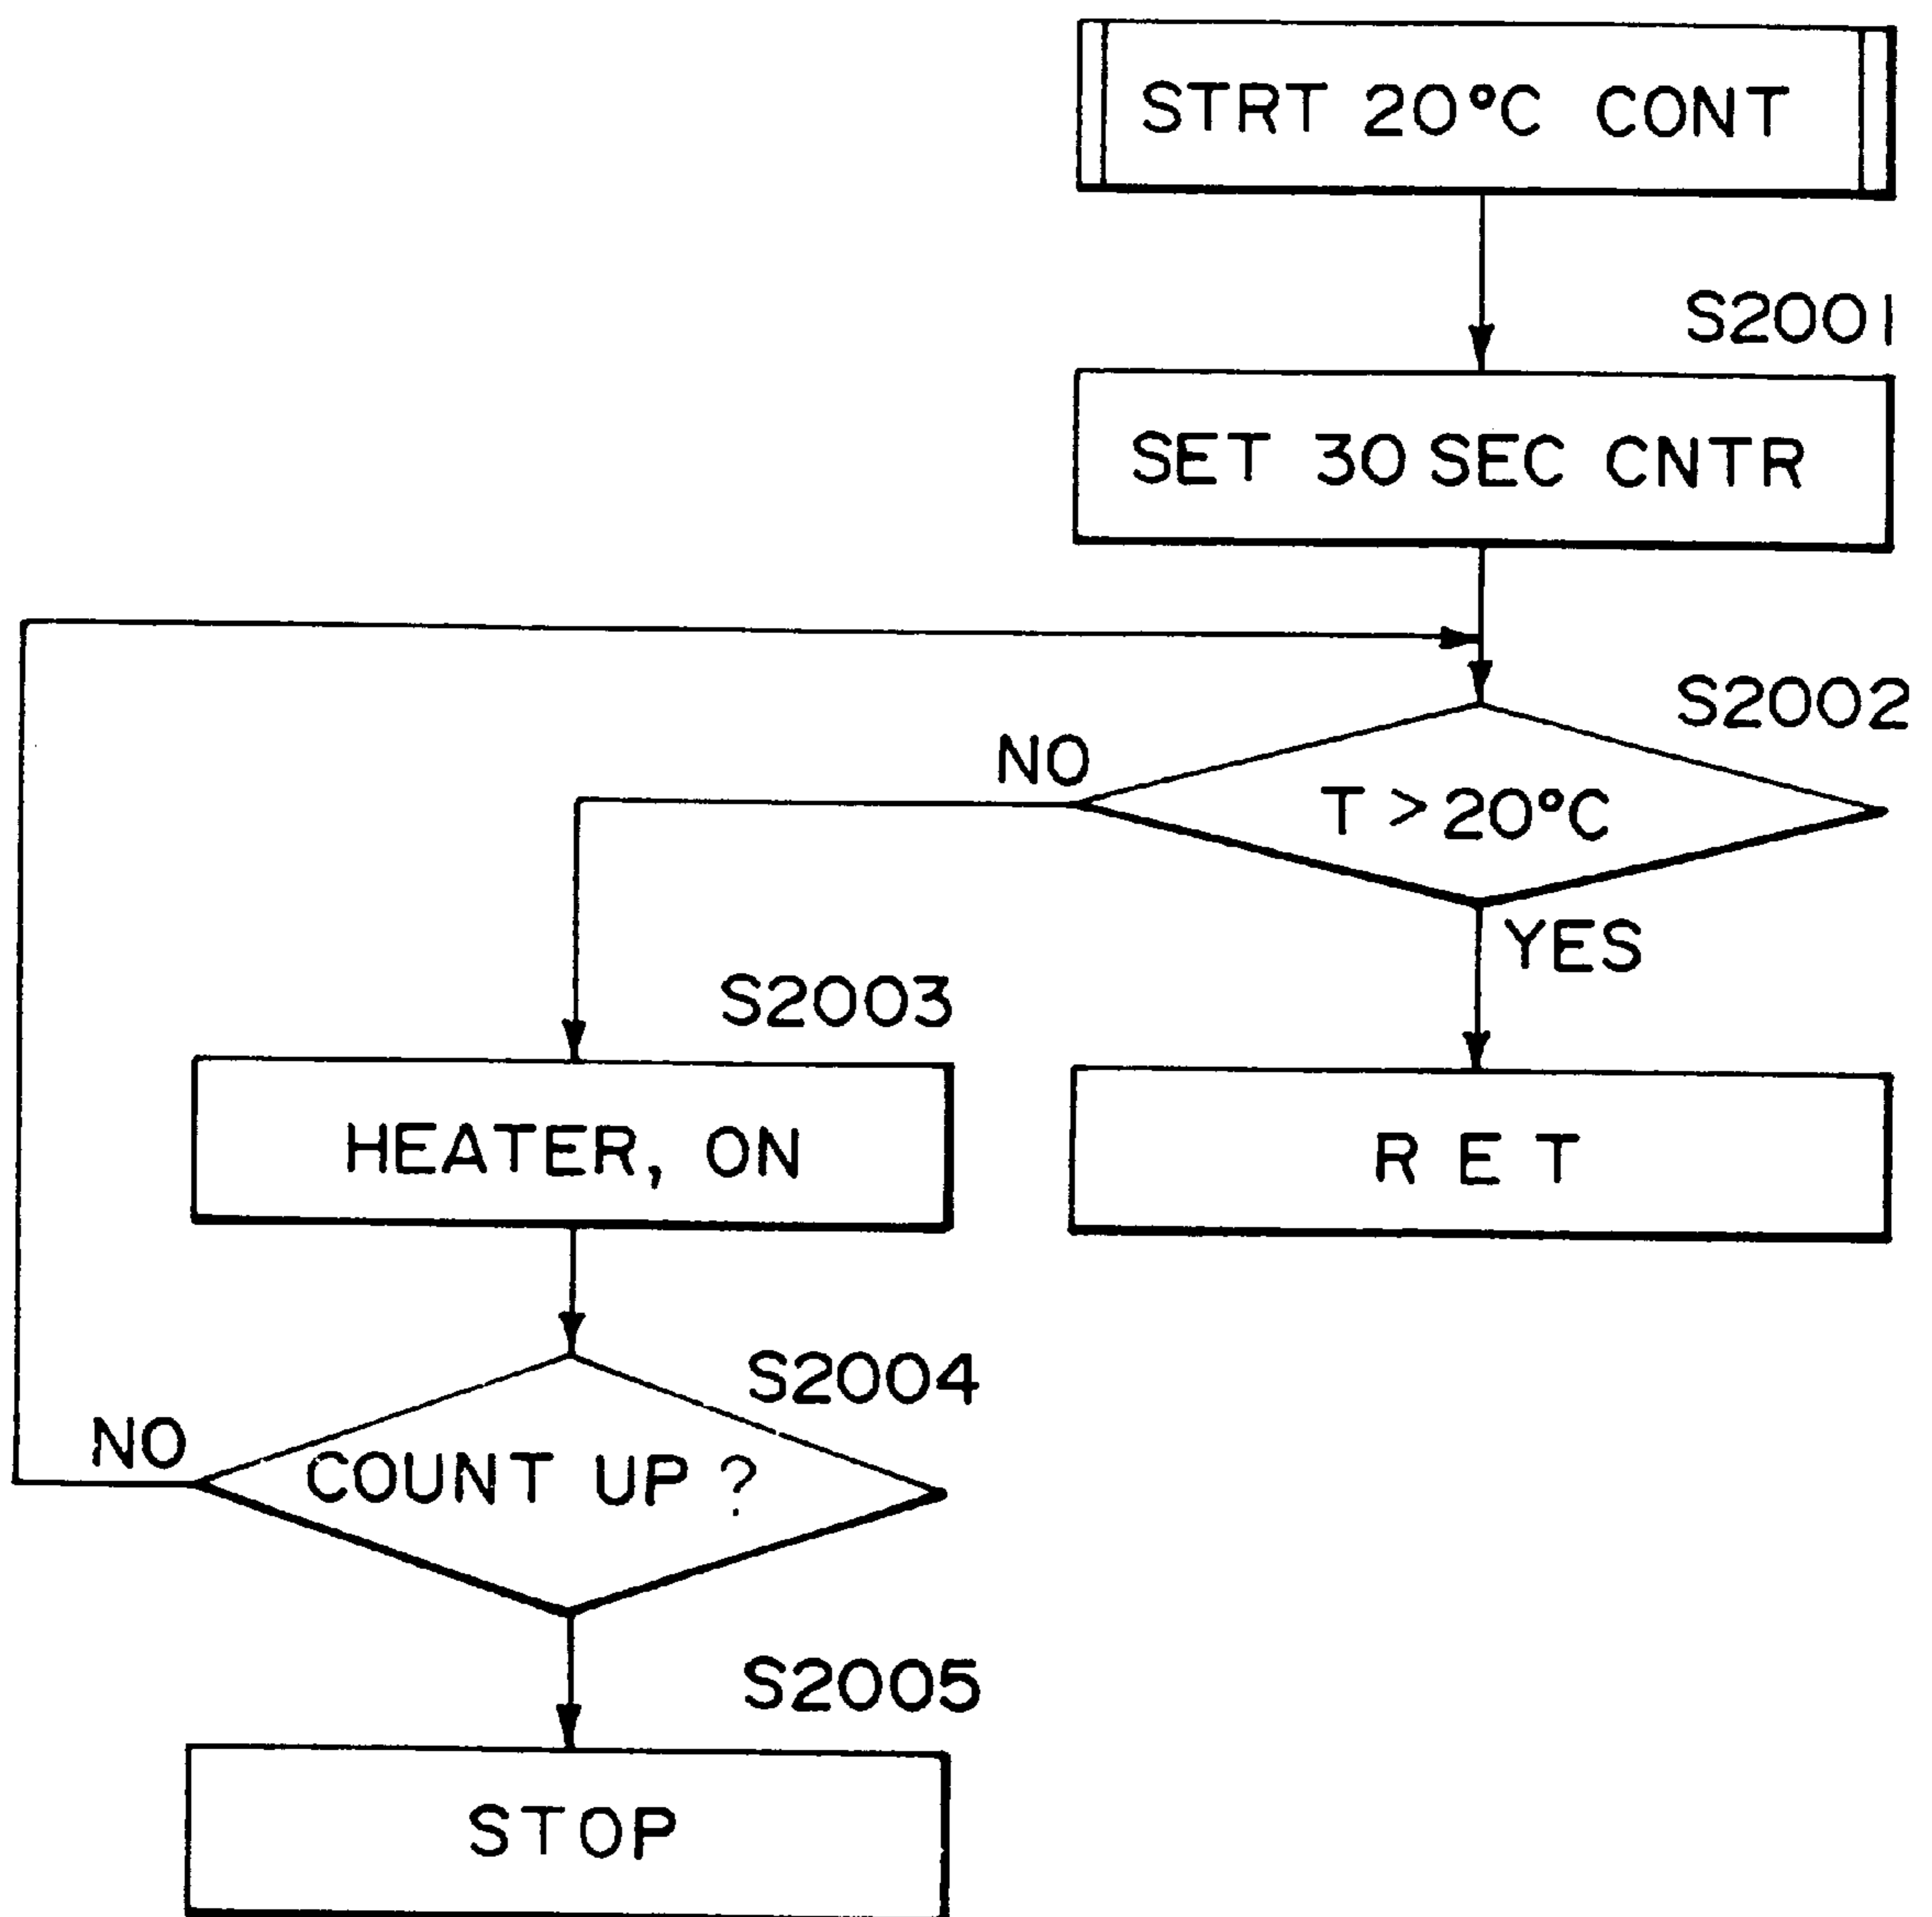 STRT 20°C CONT
S2001
SET 30 SEC CNTR
S2002
NO
T > 20°C
YES
S2003
HEATER, ON
RET
S2004
NO
COUNT UP ?
S2005
STOP